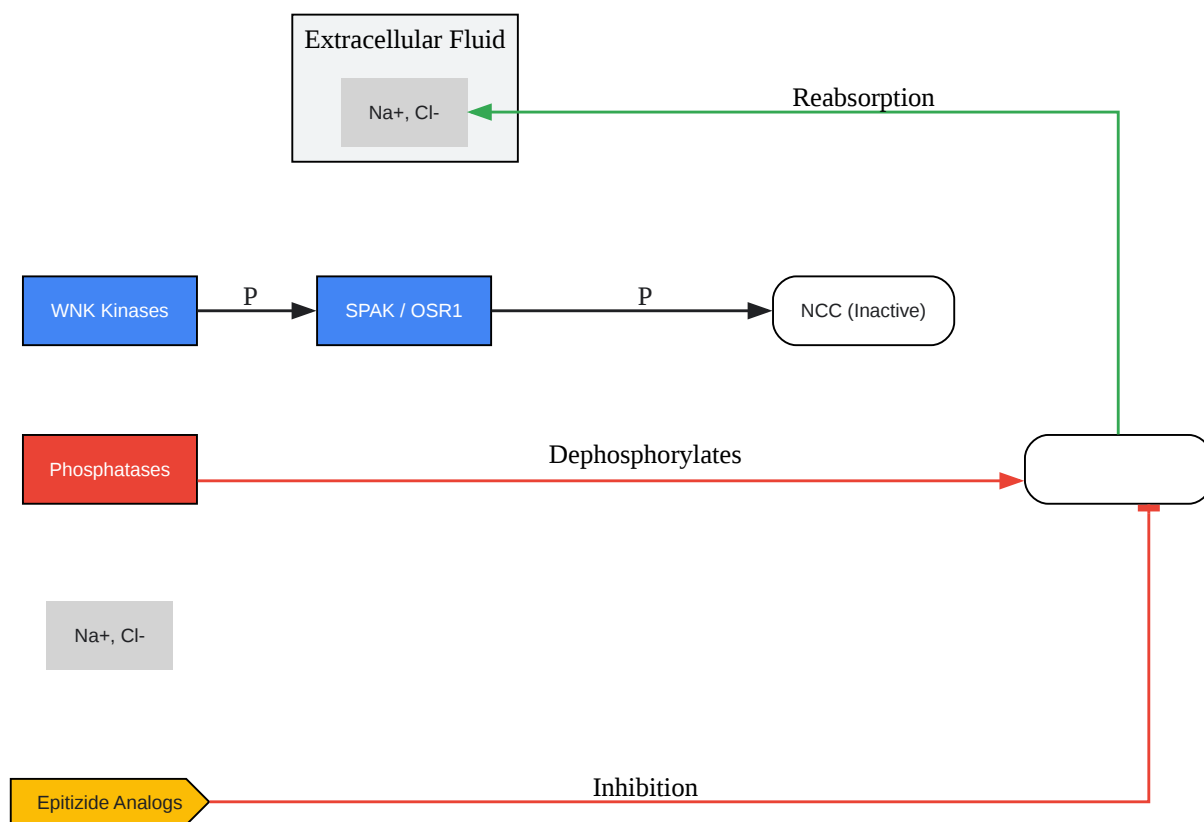 Extracellular Fluid
Na+, Cl-
Reabsorption
WNK Kinases
P
SPAK / OSR1
P
NCC (Inactive)
Phosphatases
Dephosphorylates
Na+, Cl-
Epitizide Analogs
Inhibition